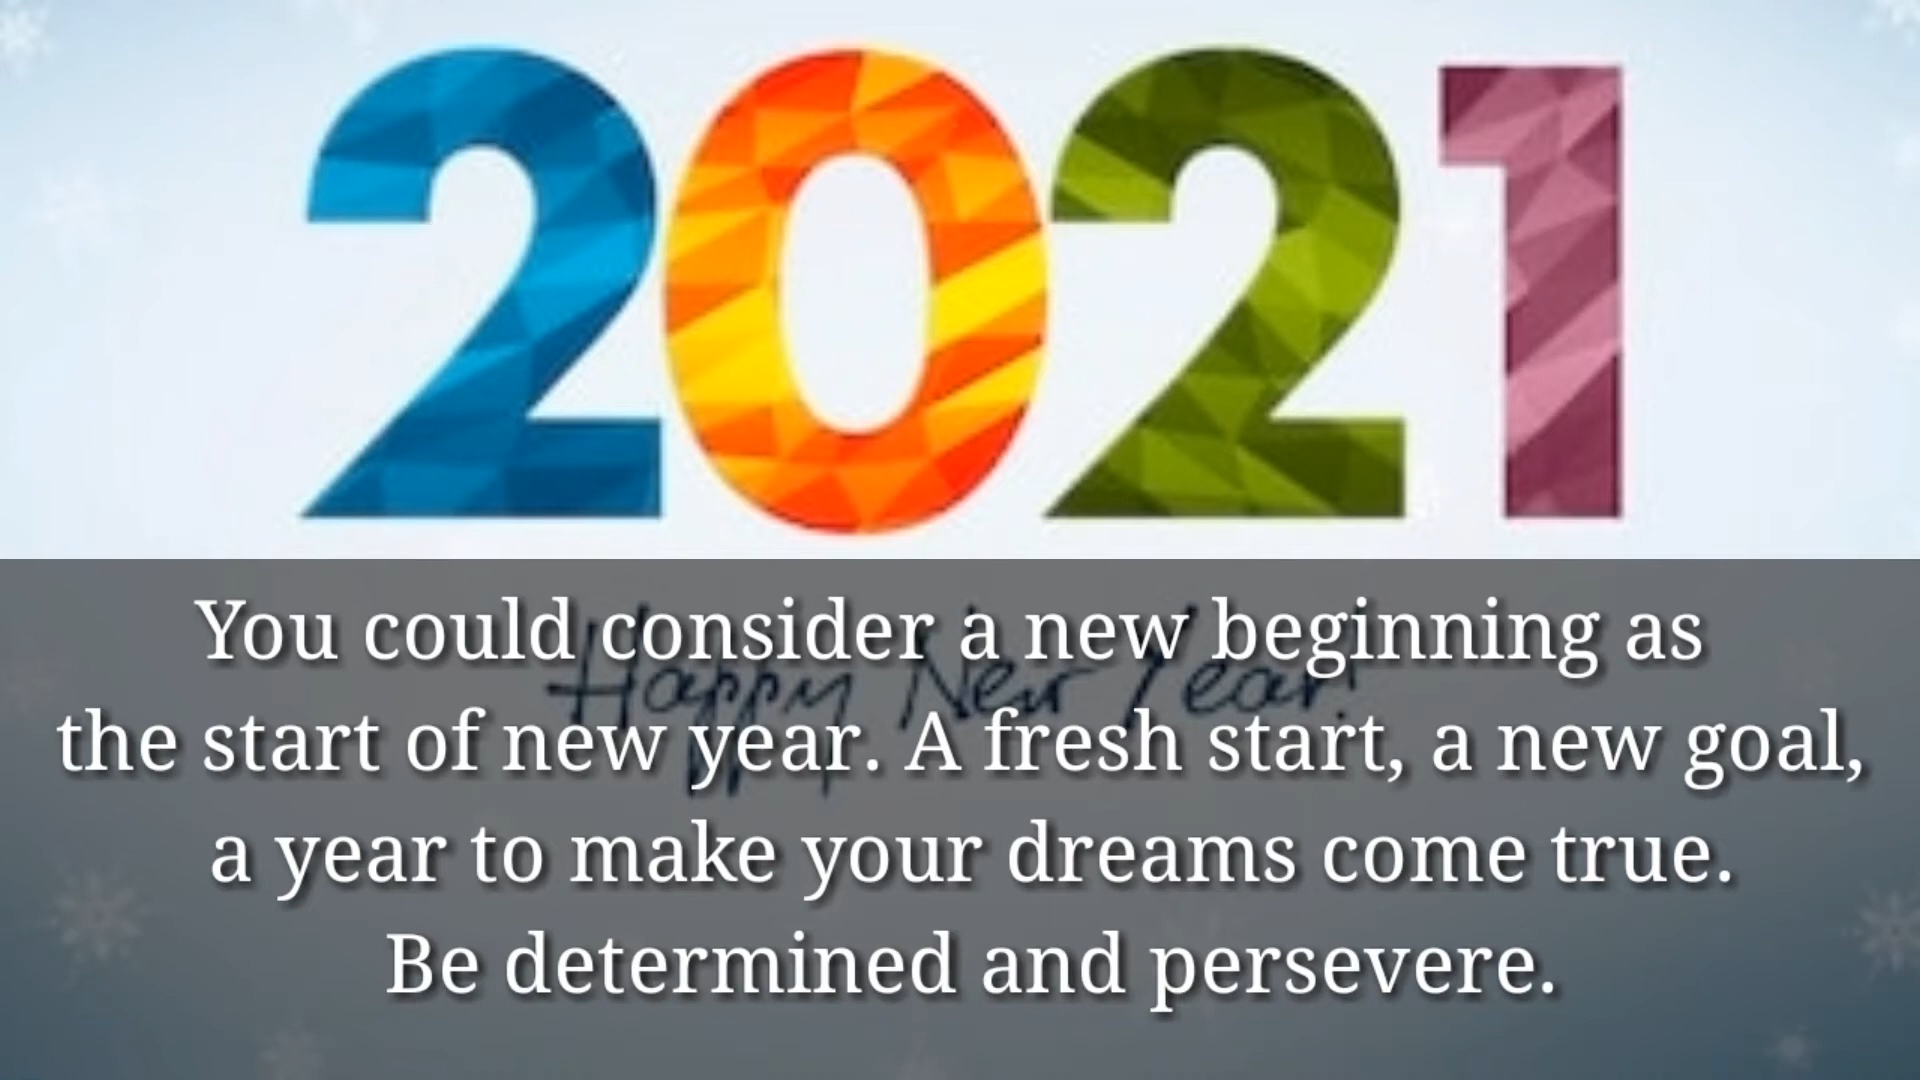 2021
Happy New Year!
You could consider a new beginning as
the start of new year. A fresh start, a new goal,
a year to make your dreams come true.
Be determined and persevere.